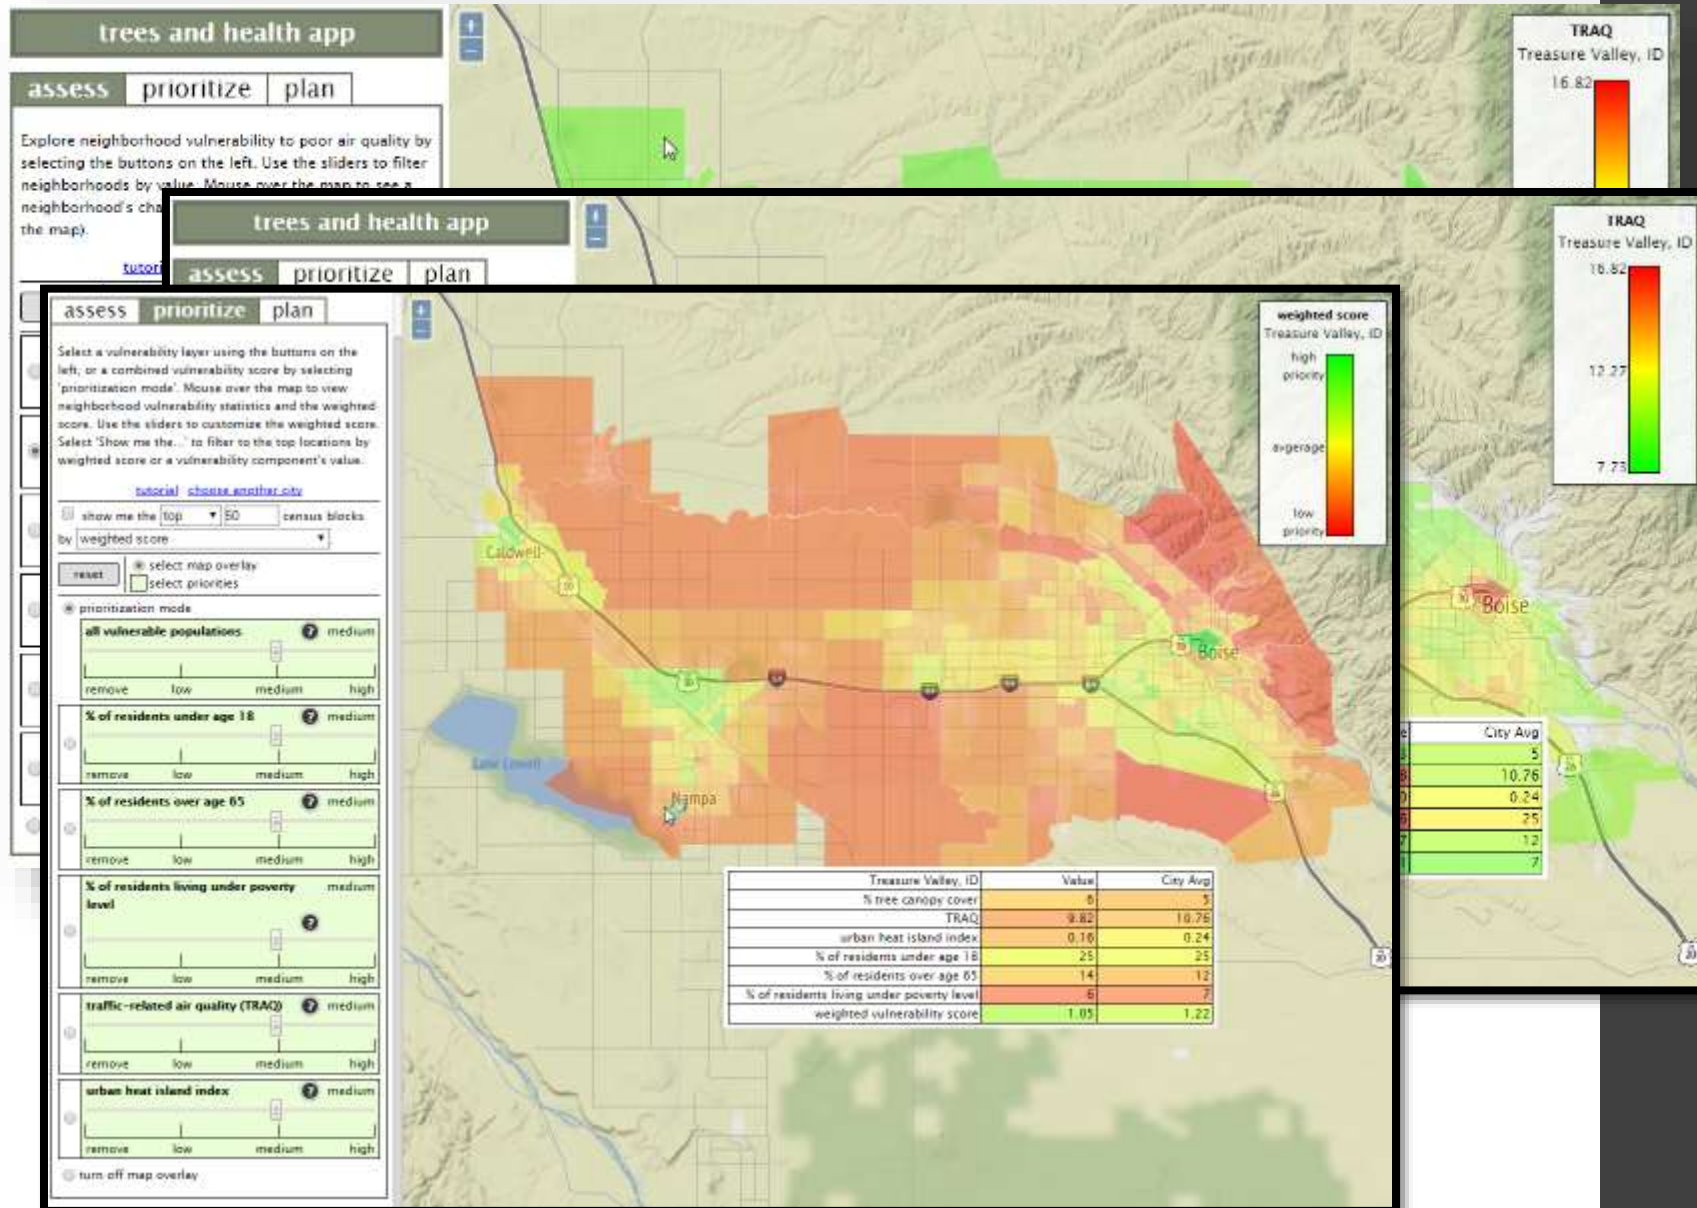 trees and health app
assess prioritize plan
Explore neighborhood vulnerability to poor air quality by
selecting the buttons on the left. Use the sliders to filter
neighborhoods by value. Mouse over the map to see a
neighborhood's cha
the map).
tutori
TRAQ
Treasure Valley, ID
16.82
trees and health app
assess prioritize plan
TRAQ
Treasure Valley, ID
16.82
12.27
7.73
Boise
City Avg
5
10.76
0.24
25
12
7
assess prioritize plan
Select a vulnerability layer using the buttons on the
left, or a combined vulnerability score by selecting
'prioritization mode'. Mouse over the map to view
neighborhood vulnerability statistics and the weighted
score. Use the sliders to customize the weighted score.
Select 'Show me the...' to filter to the top locations by
weighted score or a vulnerability component's value.
tutorial choose another city
show me the top 50 census blocks
by weighted score
reset select map overlay
select priorities
prioritization mode
all vulnerable populations ? medium
remove low medium high
% of residents under age 18 ? medium
remove low medium high
% of residents over age 65 ? medium
remove low medium high
% of residents living under poverty medium
level ?
remove low medium high
traffic-related air quality (TRAQ) ? medium
remove low medium high
urban heat island index ? medium
remove low medium high
turn off map overlay
weighted score
Treasure Valley, ID
high
priority
avgerage
low
priority
Caldwell
Boise
Lake Lowell
Nampa
Treasure Valley, ID Value City Avg
% tree canopy cover 6 5
TRAQ 9.82 10.76
urban heat island index 0.16 0.24
% of residents under age 18 25 25
% of residents over age 65 14 12
% of residents living under poverty level 6 7
weighted vulnerability score 1.05 1.22